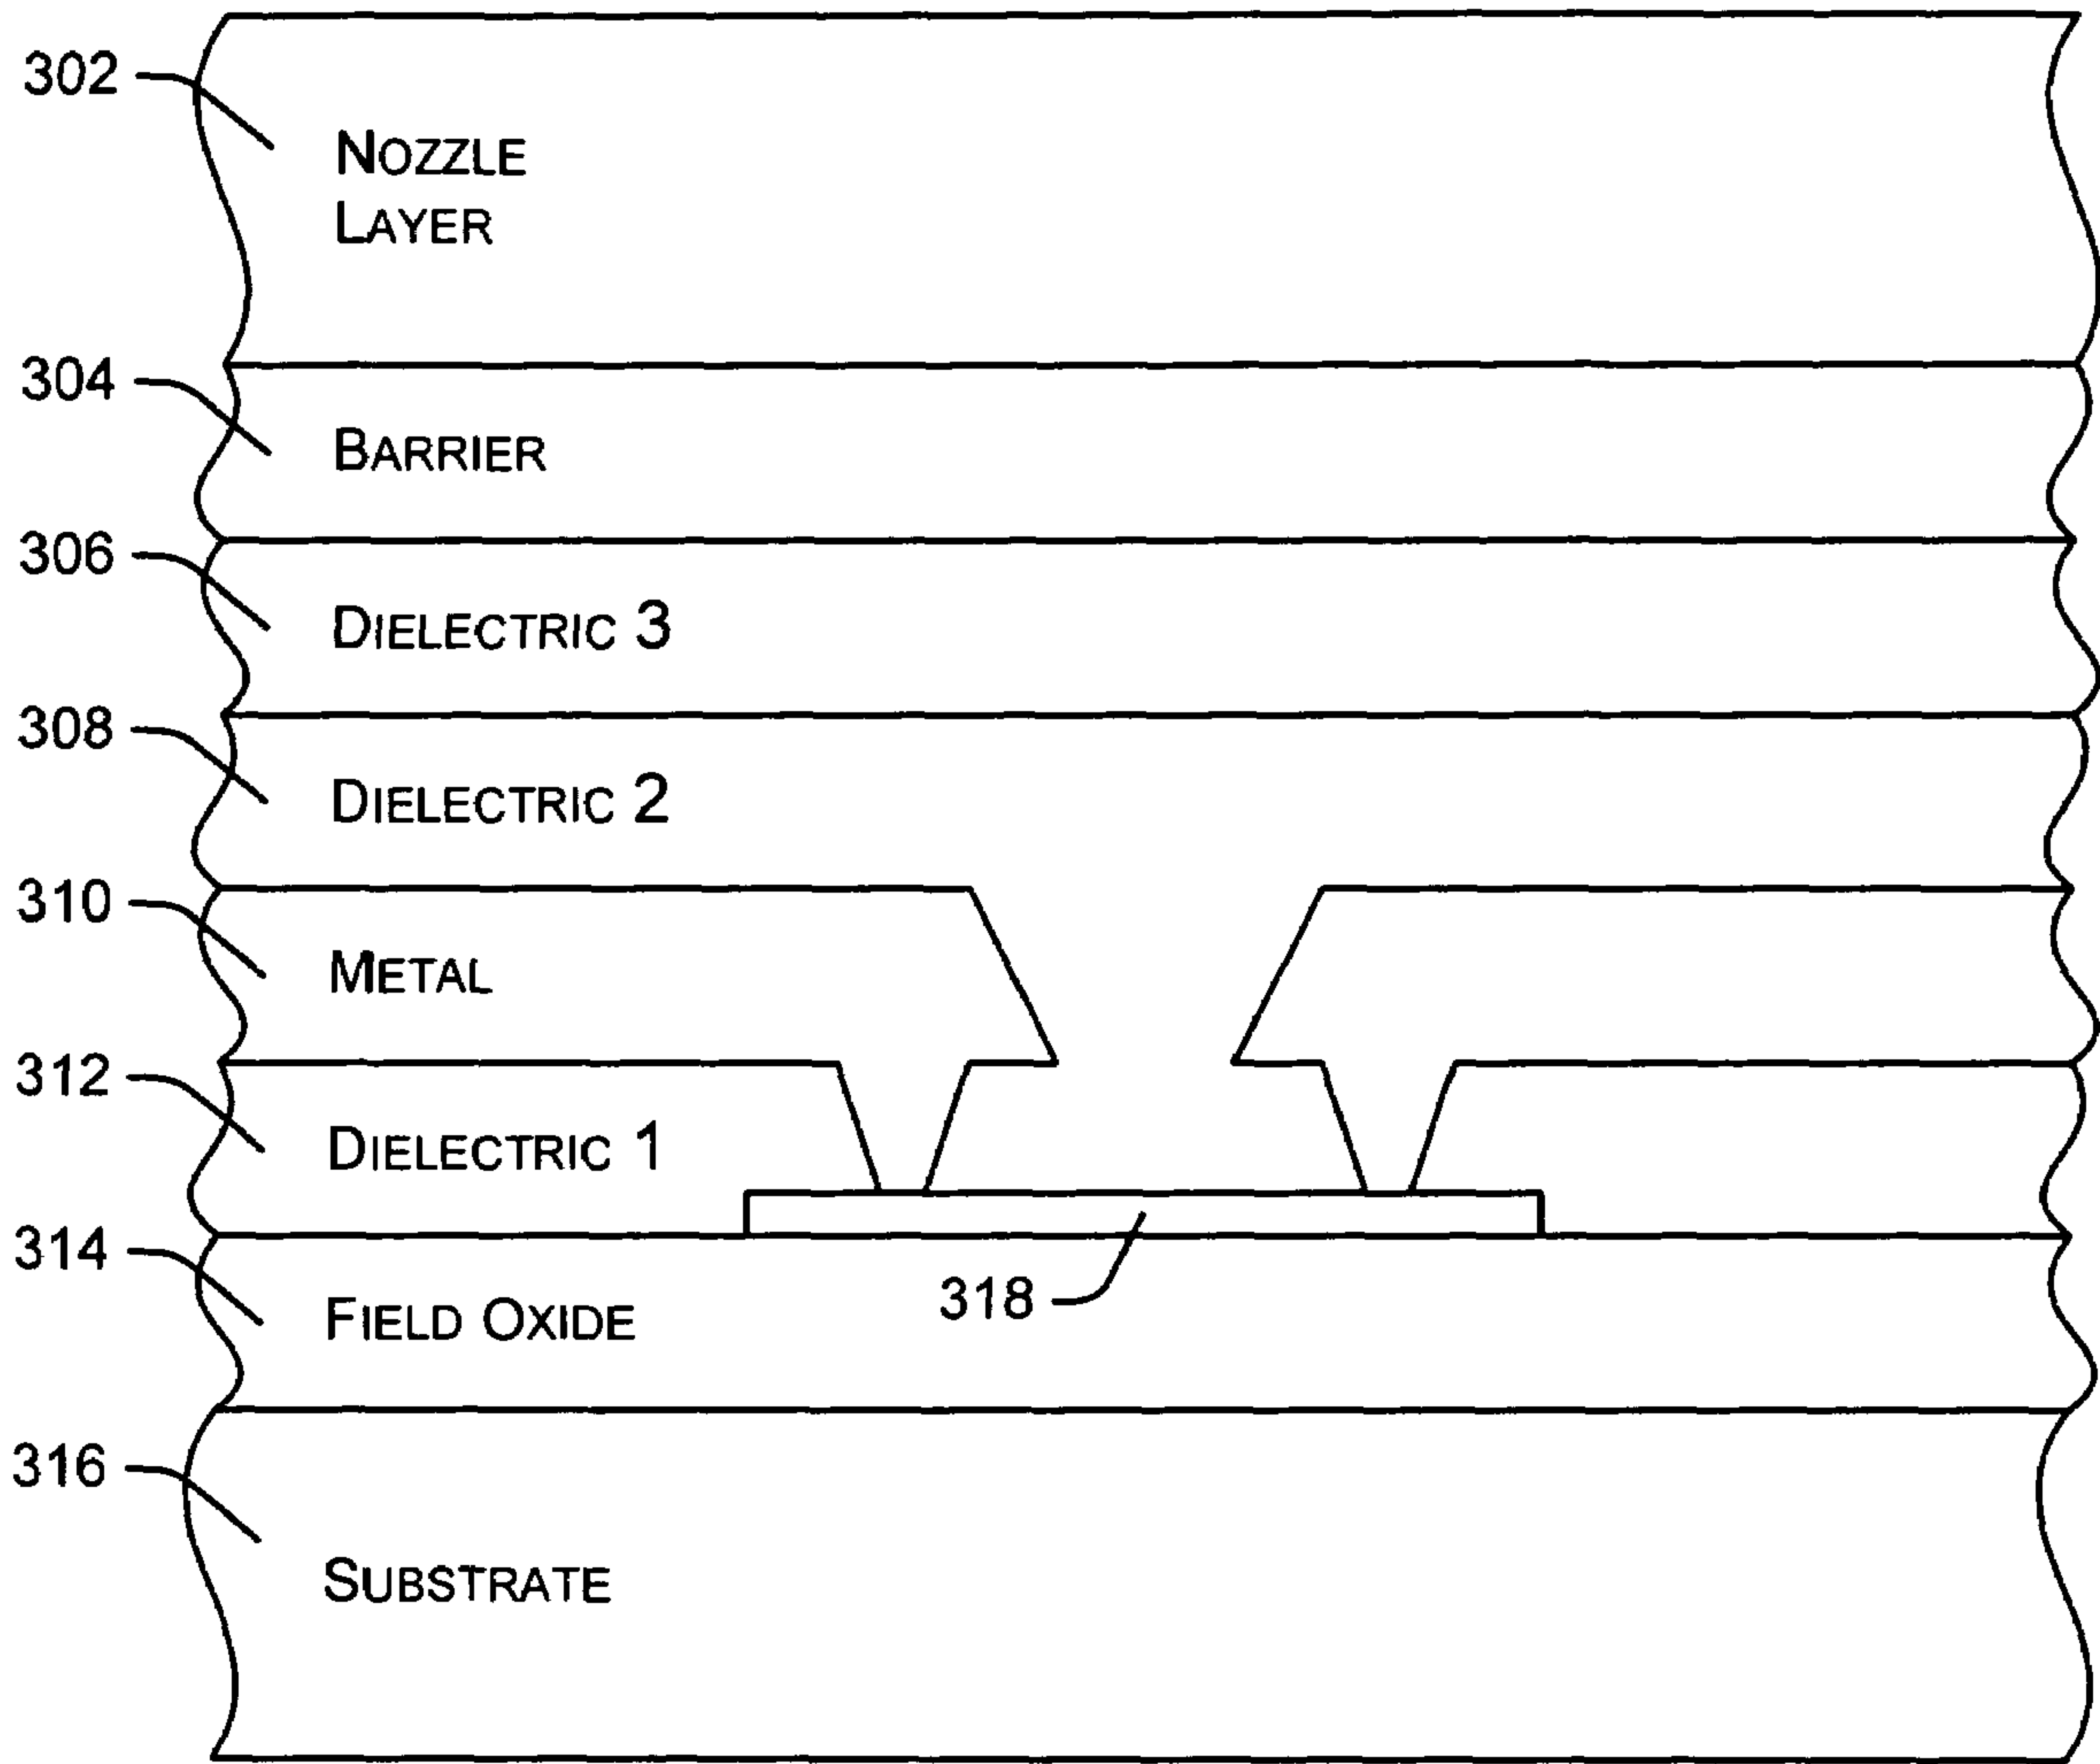 302
NOZZLE
LAYER
304
BARRIER
306
DIELECTRIC 3
308
DIELECTRIC 2
310
METAL
312
DIELECTRIC 1
314
FIELD OXIDE
318
316
SUBSTRATE